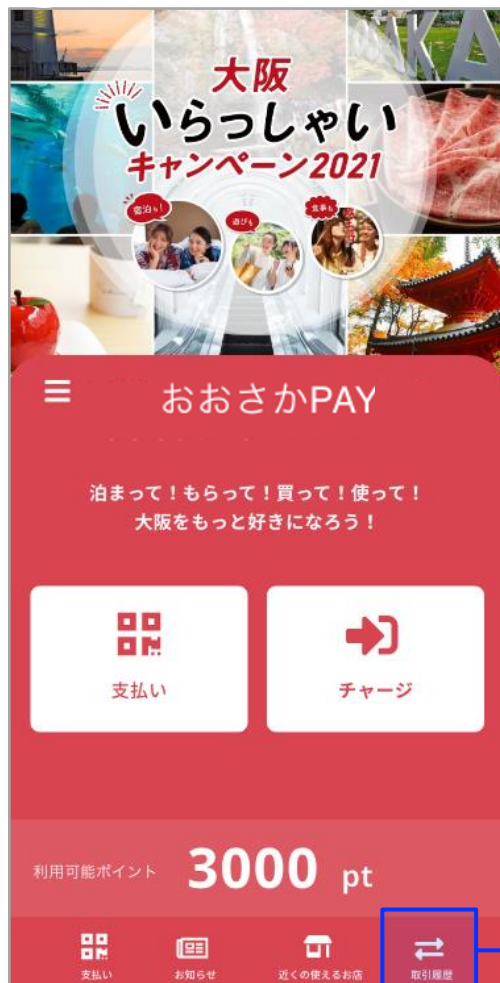 OSAKA
大阪
いらっしゃい
キャンペーン2021
宿泊も!
遊びも
食事も
おおさかPAY
泊まって！もらって！買って！使って！
大阪をもっと好きになろう！
支払い
チャージ
利用可能ポイント 3000 pt
支払い
お知らせ
近くの使えるお店
取引履歴